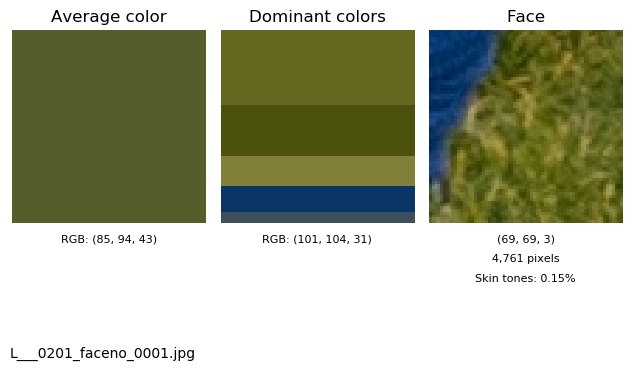 Average color
Dominant colors
Face
RGB: (85, 94, 43)
RGB: (101, 104, 31)
(69, 69, 3)
4,761 pixels
Skin tones: 0.15%
L___0201_faceno_0001.jpg